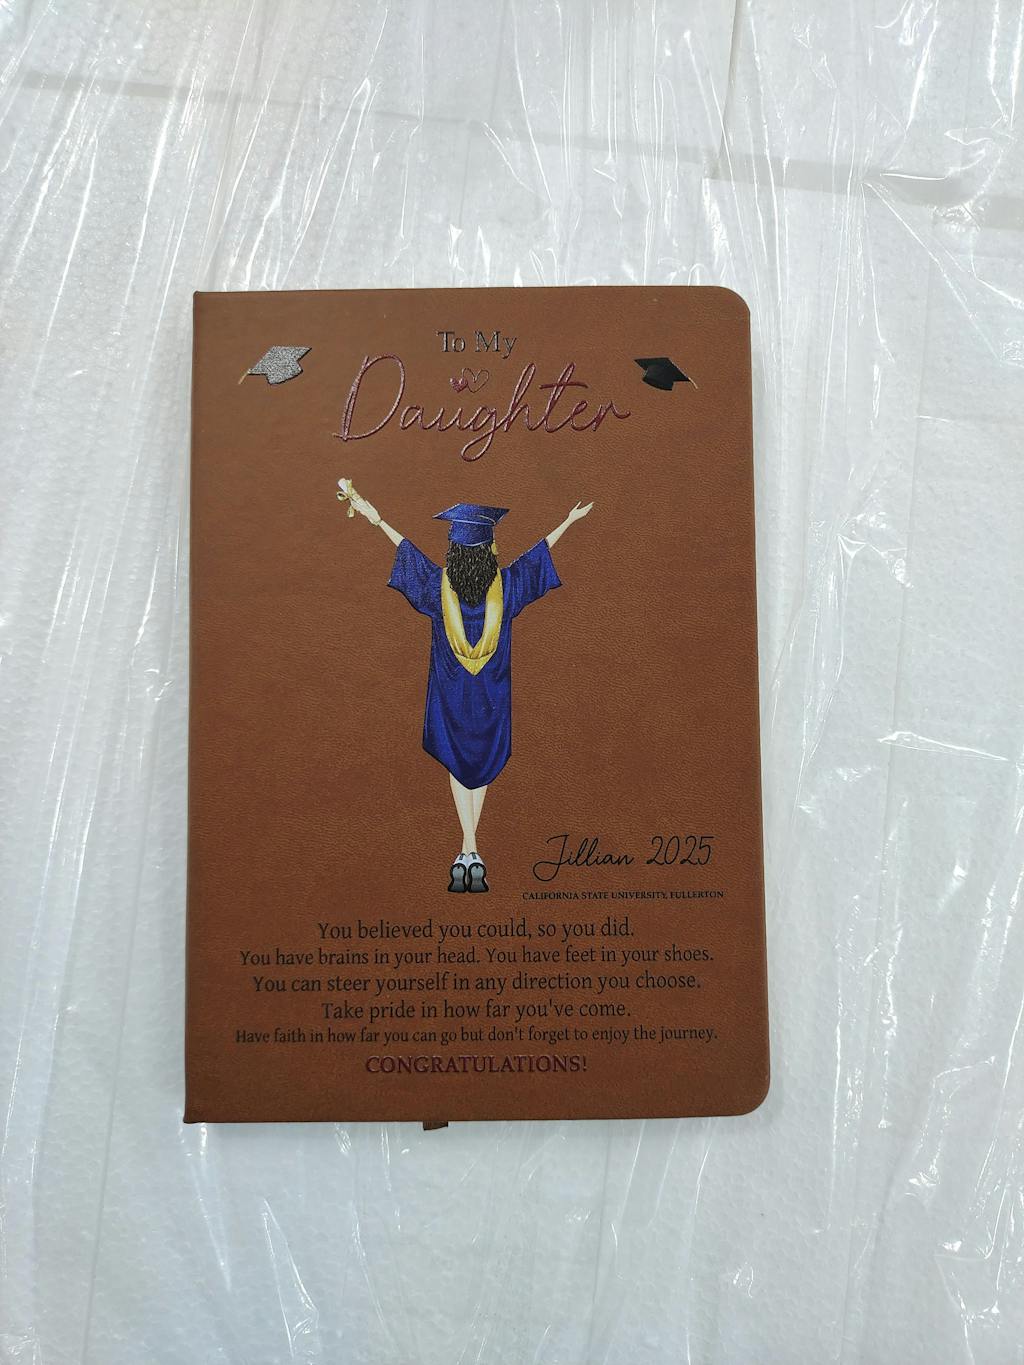 To My
Daughter
Jillian 2025
CALIFORNIA STATE UNIVERSITY, FULLERTON
You believed you could, so you did.
You have brains in your head. You have feet in your shoes.
You can steer yourself in any direction you choose.
Take pride in how far you've come.
Have faith in how far you can go but don't forget to enjoy the journey.
CONGRATULATIONS!